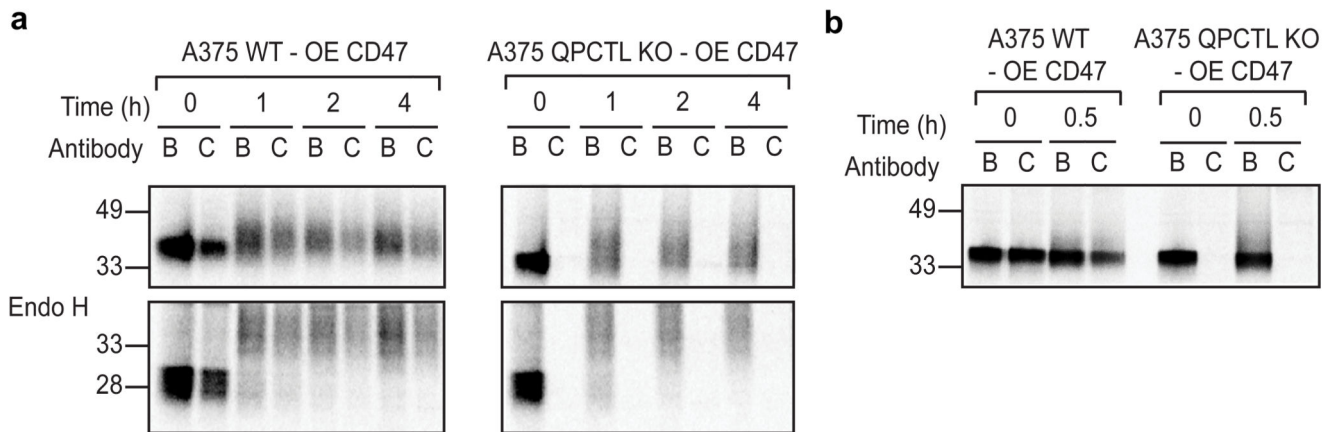 a
A375 WT - OE CD47
A375 QPCTL KO - OE CD47
Time (h) 0 1 2 4 0 1 2 4
Antibody B C B C B C B C B C B C B C B C
49
33
Endo H
33
28
b
A375 WT
- OE CD47
A375 QPCTL KO
- OE CD47
Time (h) 0 0.5 0 0.5
Antibody B C B C B C B C
49
33